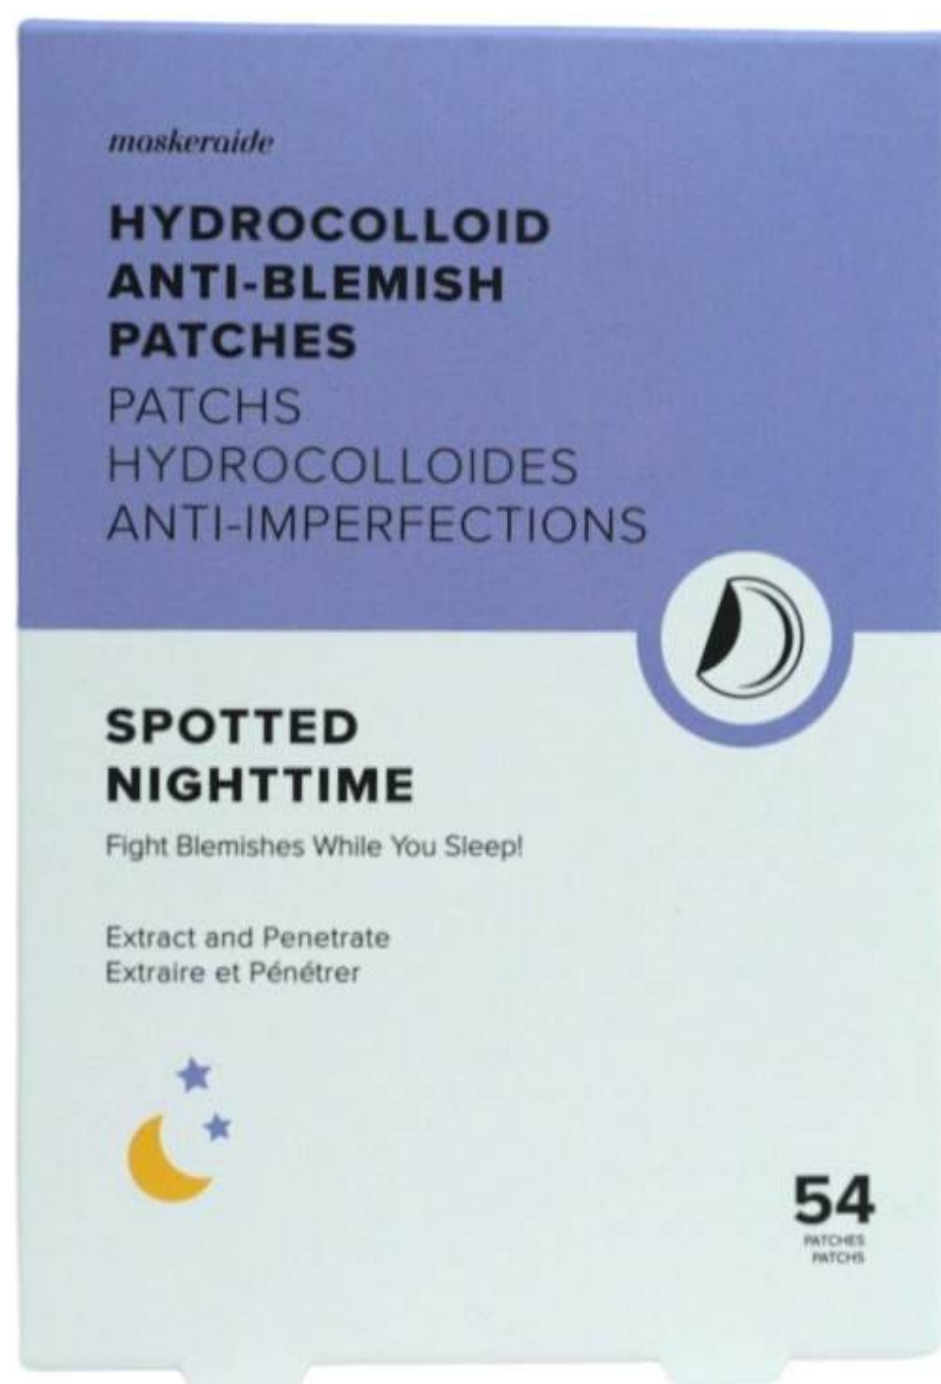 maskeraide
HYDROCOLLOID
ANTI-BLEMISH
PATCHES
PATCHS
HYDROCOLLOIDES
ANTI-IMPERFECTIONS
SPOTTED
NIGHTTIME
Fight Blemishes While You Sleep!
Extract and Penetrate
Extraire et Pénétrer
54
PATCHES
PATCHS